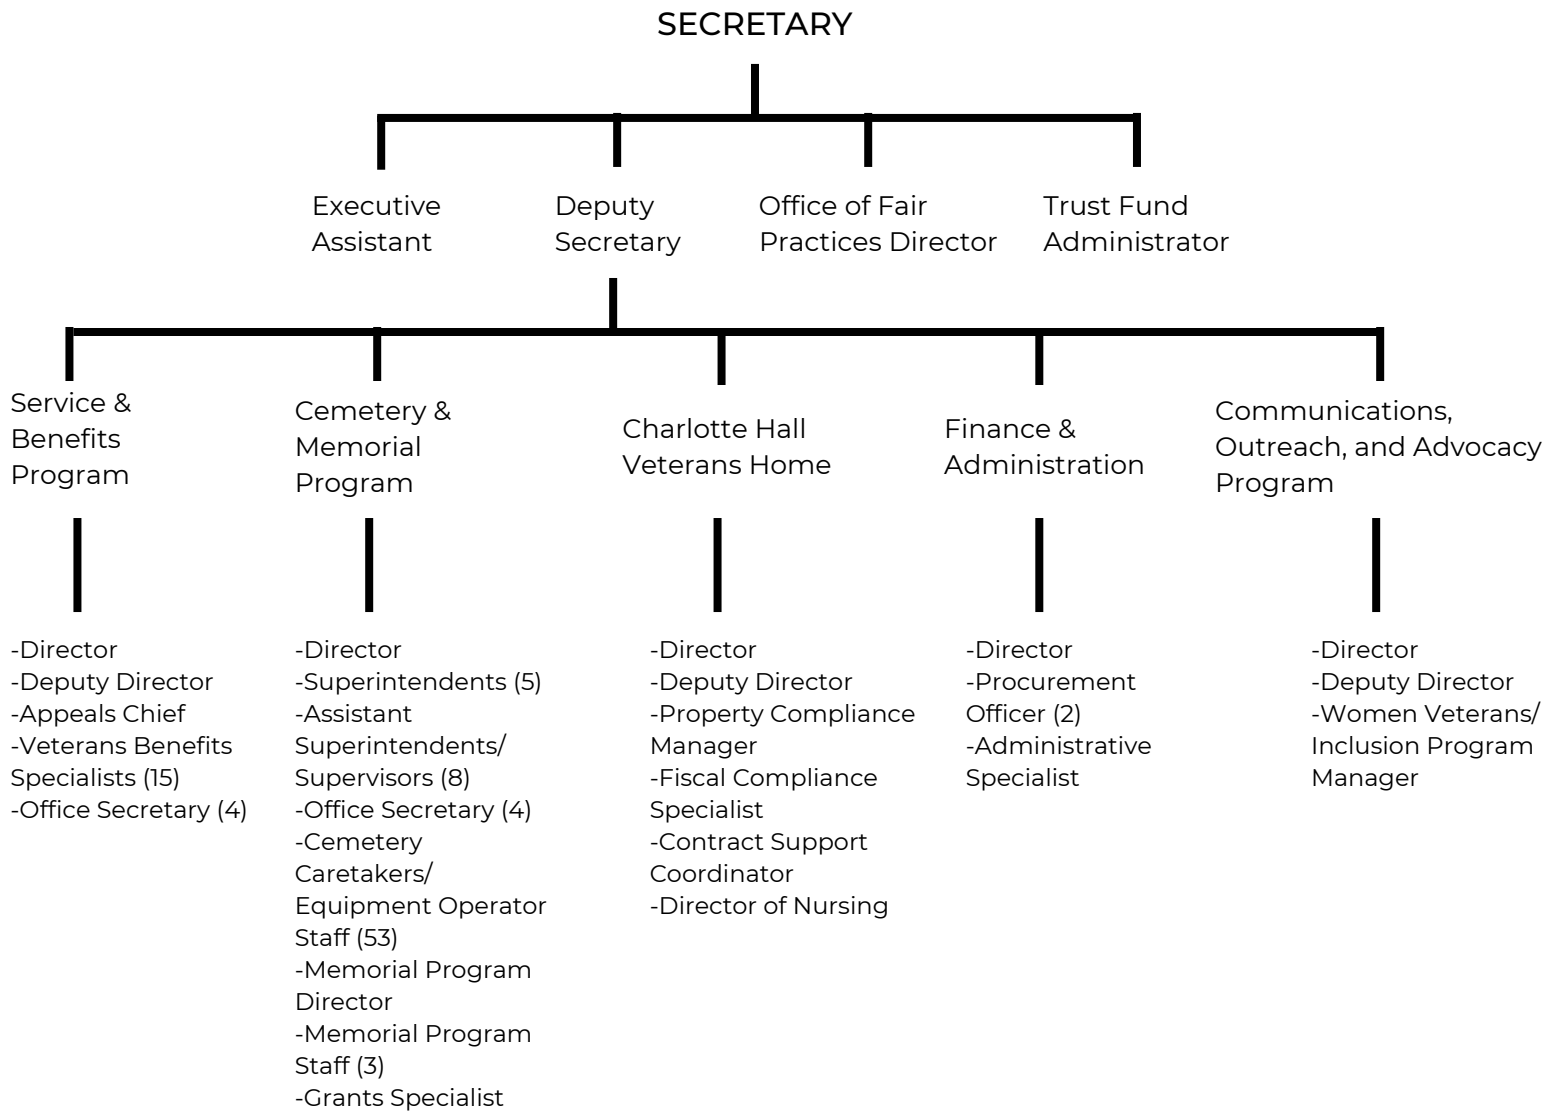 SECRETARY
Executive
Assistant
Deputy
Secretary
Office of Fair
Practices Director
Trust Fund
Administrator
Service &
Benefits
Program
Cemetery &
Memorial
Program
Charlotte Hall
Veterans Home
Finance &
Administration
Communications,
Outreach, and Advocacy
Program
-Director
-Deputy Director
-Appeals Chief
-Veterans Benefits
Specialists (15)
-Office Secretary (4)
-Director
-Superintendents (5)
-Assistant
Superintendents/
Supervisors (8)
-Office Secretary (4)
-Cemetery
Caretakers/
Equipment Operator
Staff (53)
-Memorial Program
Director
-Memorial Program
Staff (3)
-Grants Specialist
-Director
-Deputy Director
-Property Compliance
Manager
-Fiscal Compliance
Specialist
-Contract Support
Coordinator
-Director of Nursing
-Director
-Procurement
Officer (2)
-Administrative
Specialist
-Director
-Deputy Director
-Women Veterans/
Inclusion Program
Manager